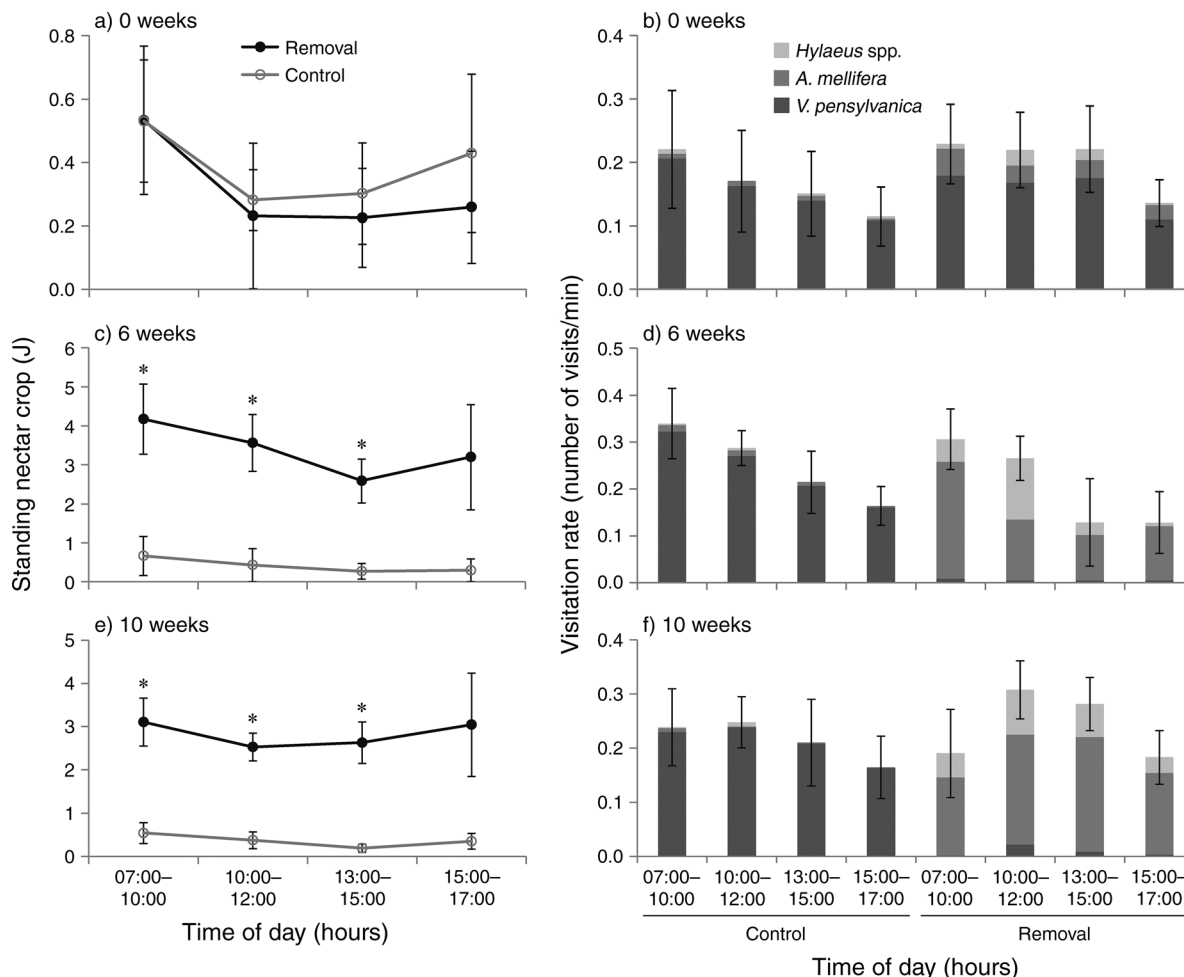 a) 0 weeks
0.8
0.6
0.4
0.2
0.0
Removal
Control
b) 0 weeks
0.4
0.3
0.2
0.1
0.0
Hylaeus spp.
A. mellifera
V. pensylvanica
c) 6 weeks
6
5
4
3
2
1
0
* * *
d) 6 weeks
0.5
0.4
0.3
0.2
0.1
0.0
e) 10 weeks
5
4
3
2
1
0
* * *
f) 10 weeks
0.4
0.3
0.2
0.1
0.0
Standing nectar crop (J)
Visitation rate (number of visits/min)
07:00– 10:00– 13:00– 15:00–
10:00 12:00 15:00 17:00
Time of day (hours)
07:00– 10:00– 13:00– 15:00– 07:00– 10:00– 13:00– 15:00–
10:00 12:00 15:00 17:00 10:00 12:00 15:00 17:00
Control Removal
Time of day (hours)